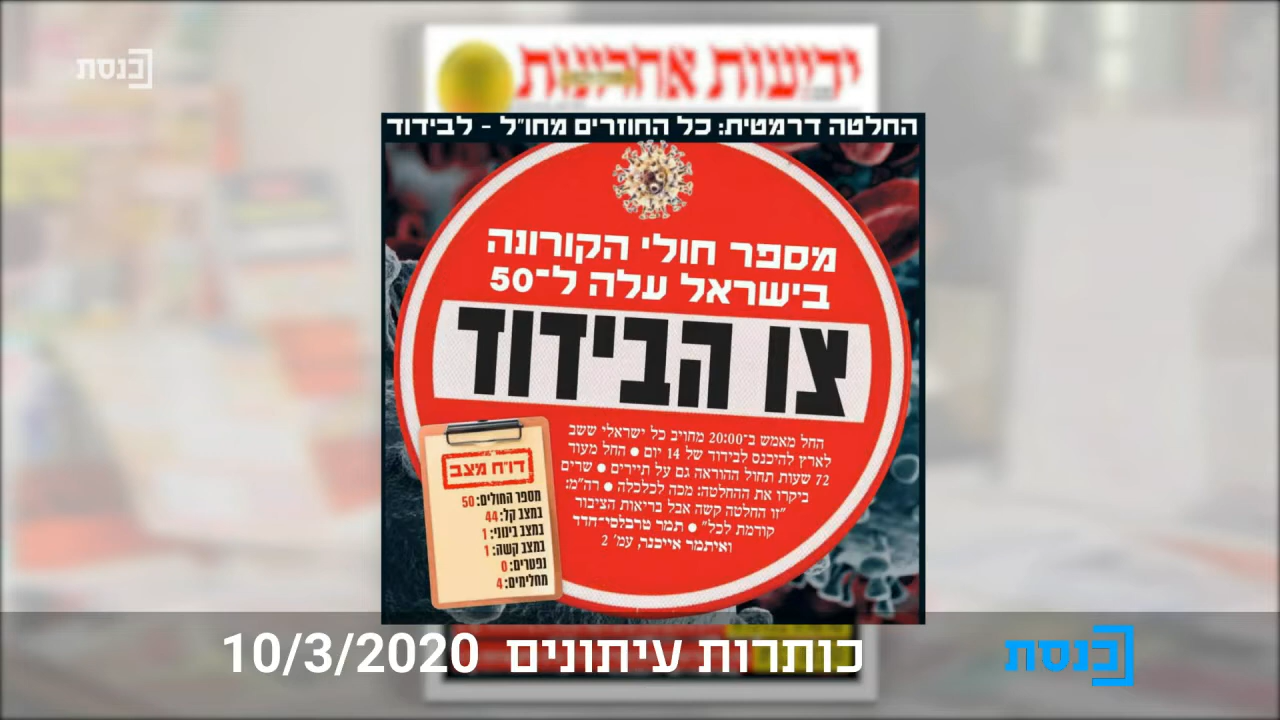 כנסת
ידיעות אחרונות
החלטה דרמטית: כל החוזרים מחו"ל - לבידוד
מספר חולי הקורונה
בישראל עלה ל־50
צו הבידוד
החל מאמש ב־20:00 מחויב כל ישראלי ששב
לארץ להיכנס לבידוד של 14 יום • החל מעוד
72 שעות תחול ההוראה גם על תיירים • שרים
ביקרו את ההחלטה: מכה לכלכלה • רה"מ:
"זו החלטה קשה אבל בריאות הציבור
קודמת לכל" • תמר טרבלסי־חדד
ואיתמר אייכנר, עמ' 2
דו"ח מצב
מספר החולים: 50
במצב קל: 44
במצב בינוני: 1
במצב קשה: 1
נפטרים: 0
מחלימים: 4
כותרות עיתונים 10/3/2020
כנסת